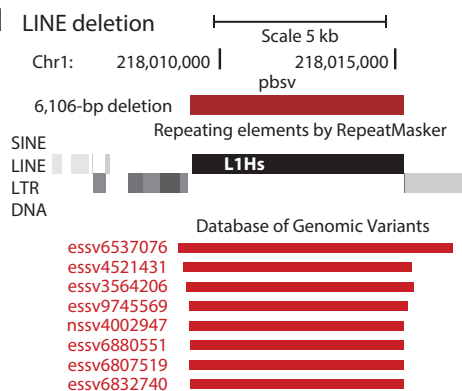 LINE deletion
Scale 5 kb
Chr1: 218,010,000 218,015,000
pbsv
6,106-bp deletion
Repeating elements by RepeatMasker
SINE
LINE L1Hs
LTR
DNA
Database of Genomic Variants
essv6537076
essv4521431
essv3564206
essv9745569
nssv4002947
essv6880551
essv6807519
essv6832740